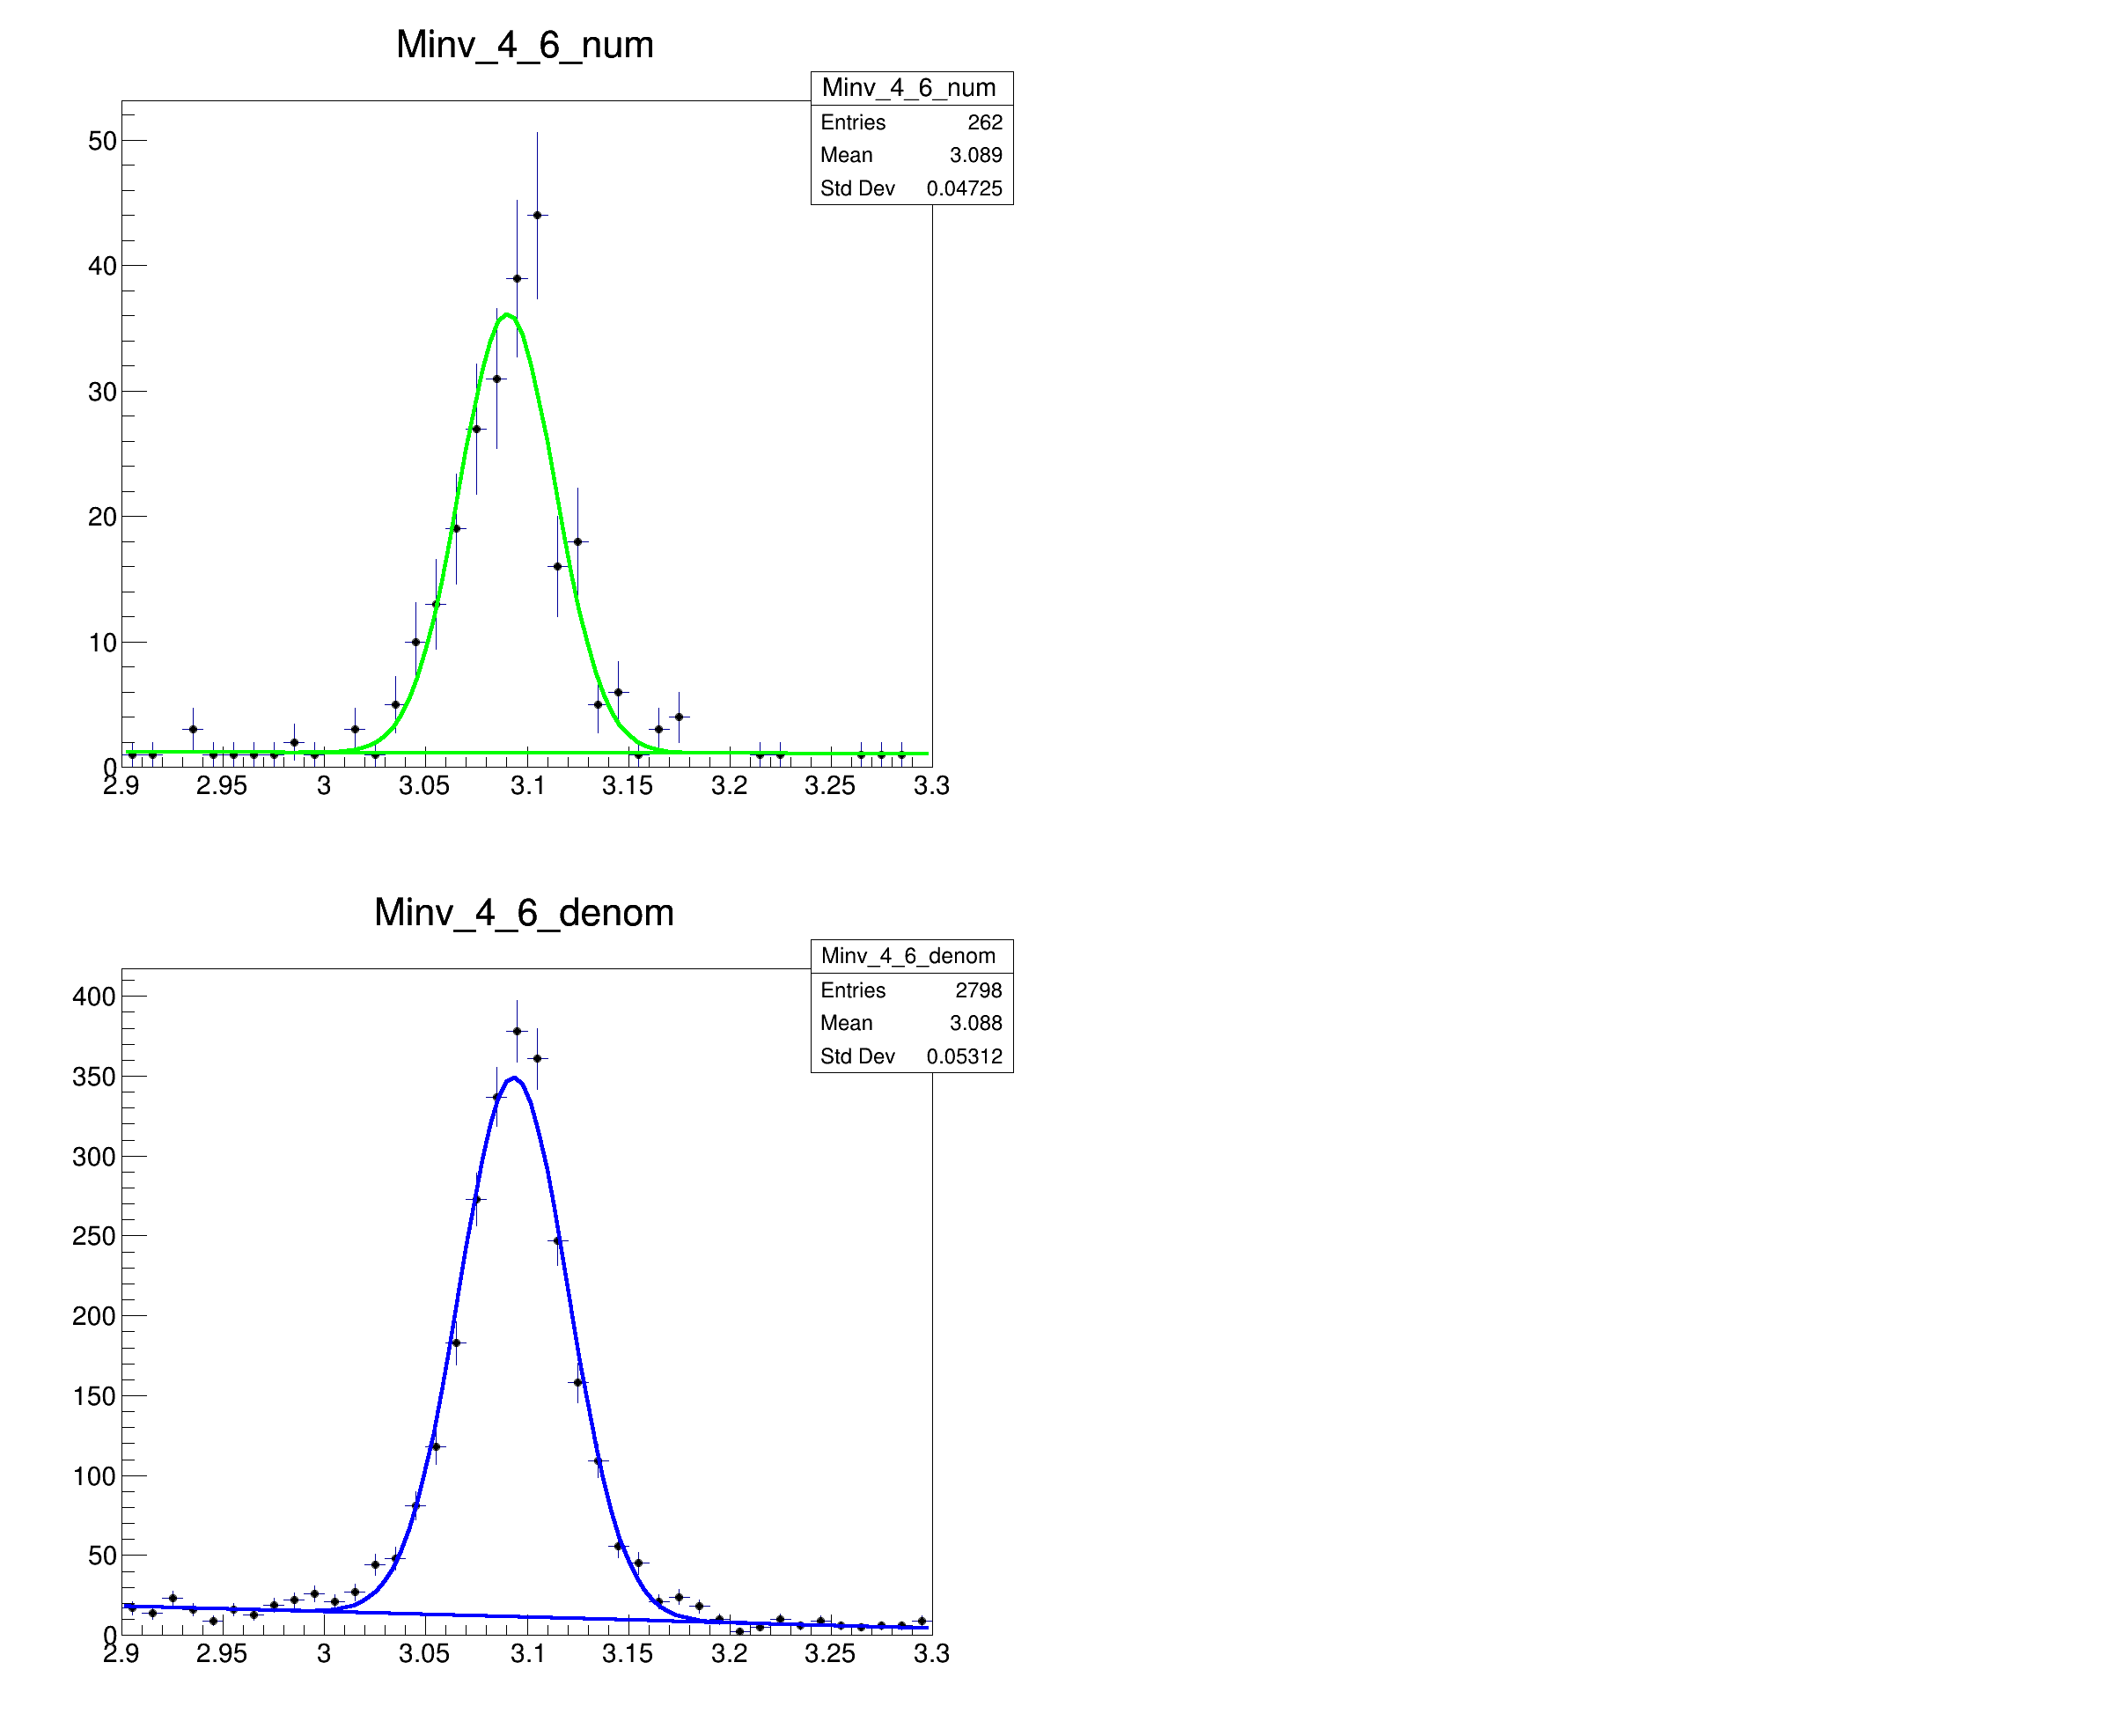 Minv_4_6_num
Minv_4_6_num
Entries 262
Mean 3.089
Std Dev 0.04725
50
40
30
20
10
0
2.9 2.95 3 3.05 3.1 3.15 3.2 3.25 3.3
Minv_4_6_denom
Minv_4_6_denom
Entries 2798
Mean 3.088
Std Dev 0.05312
400
350
300
250
200
150
100
50
0
2.9 2.95 3 3.05 3.1 3.15 3.2 3.25 3.3